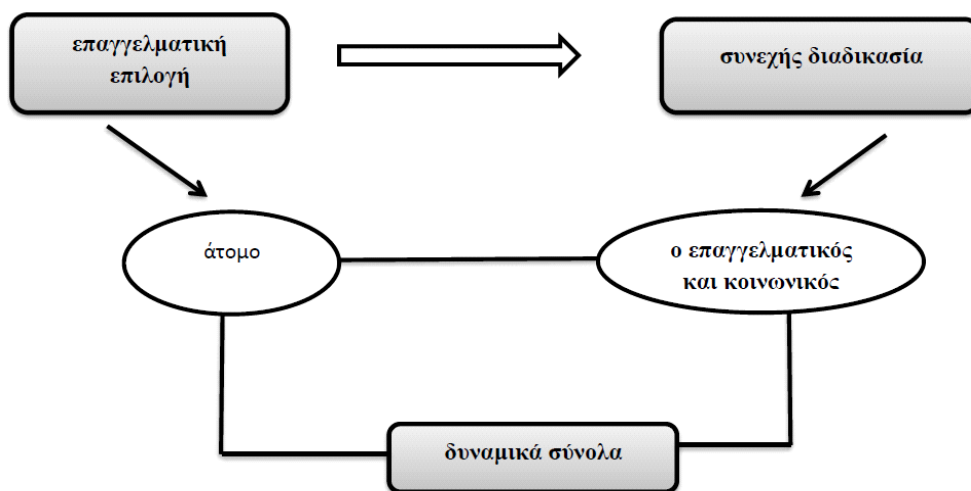 επαγγελματική
επιλογή
συνεχής διαδικασία
άτομο
ο επαγγελματικός
και κοινωνικός
δυναμικά σύνολα